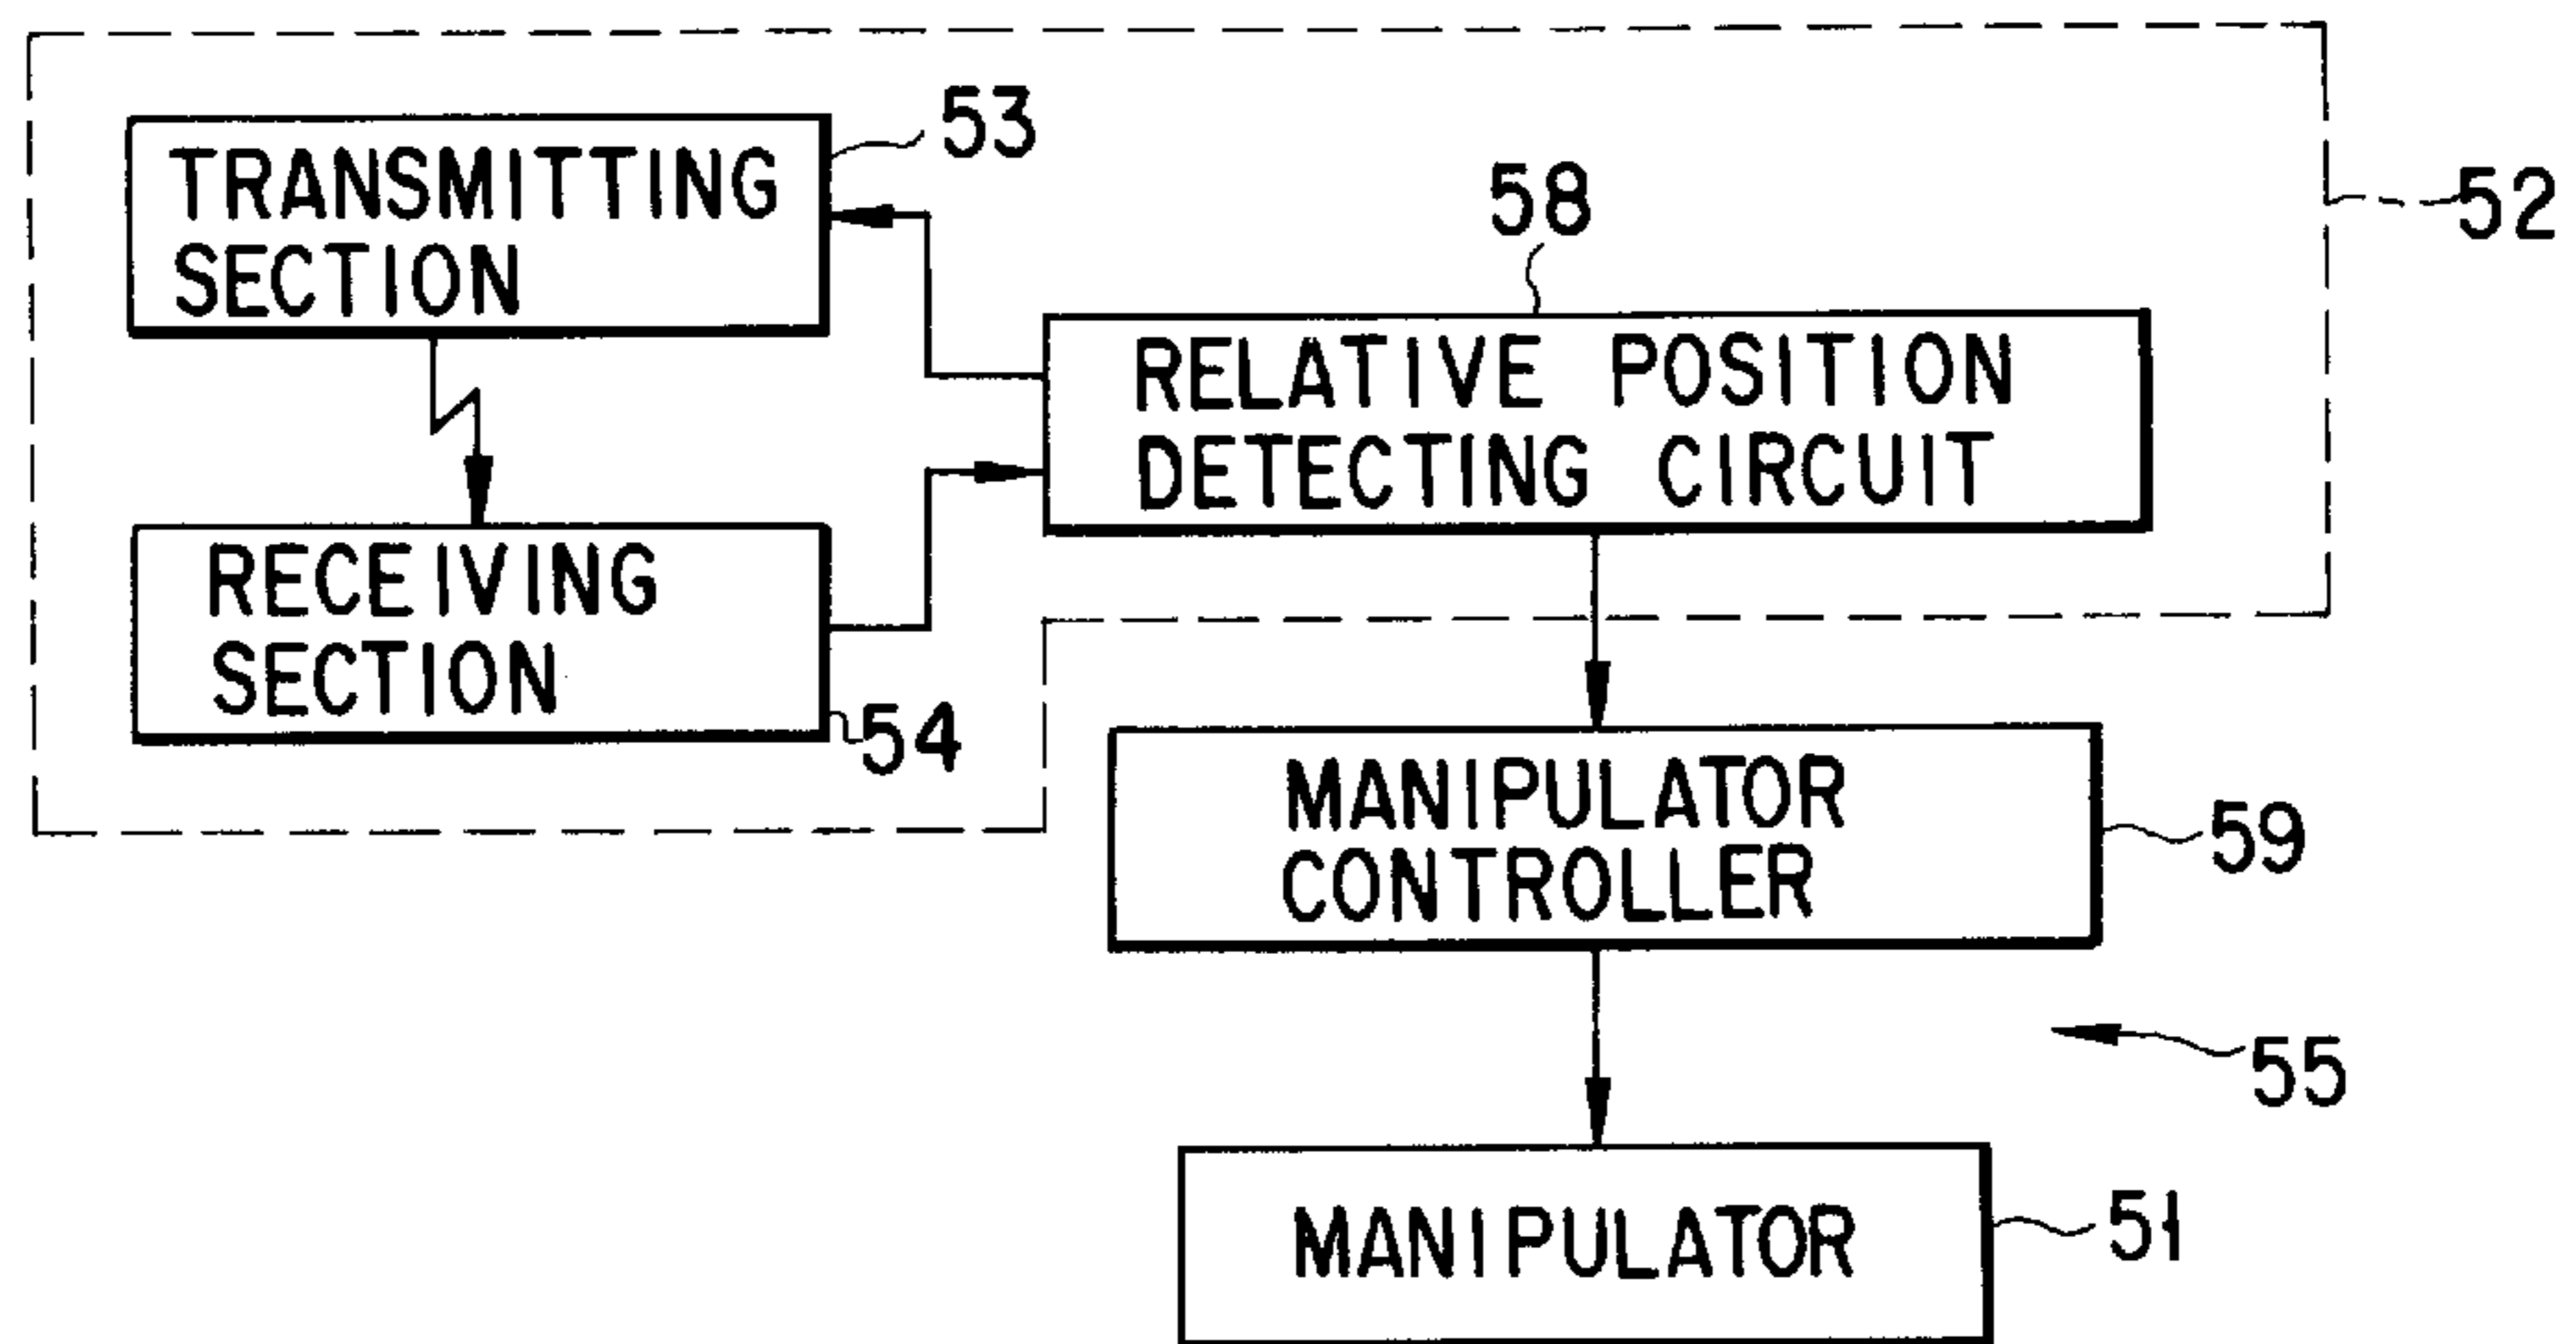 53
TRANSMITTING
SECTION
58
52
RELATIVE POSITION
DETECTING CIRCUIT
RECEIVING
SECTION
54
MANIPULATOR
CONTROLLER
59
55
MANIPULATOR
51